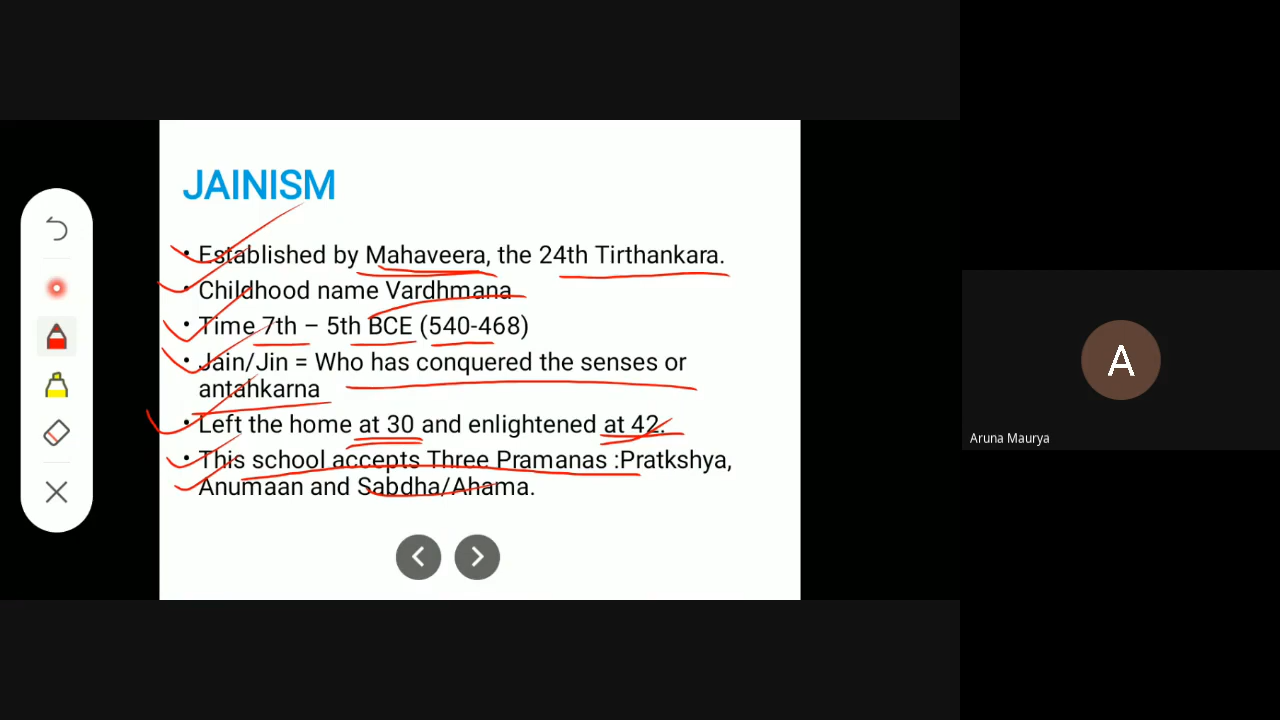 JAINISM
• Established by Mahaveera, the 24th Tirthankara.
• Childhood name Vardhmana
• Time 7th – 5th BCE (540-468)
• Jain/Jin = Who has conquered the senses or
antahkarna
• Left the home at 30 and enlightened at 42.
• This school accepts Three Pramanas :Pratkshya,
Anumaan and Sabdha/Ahama.
A
Aruna Maurya